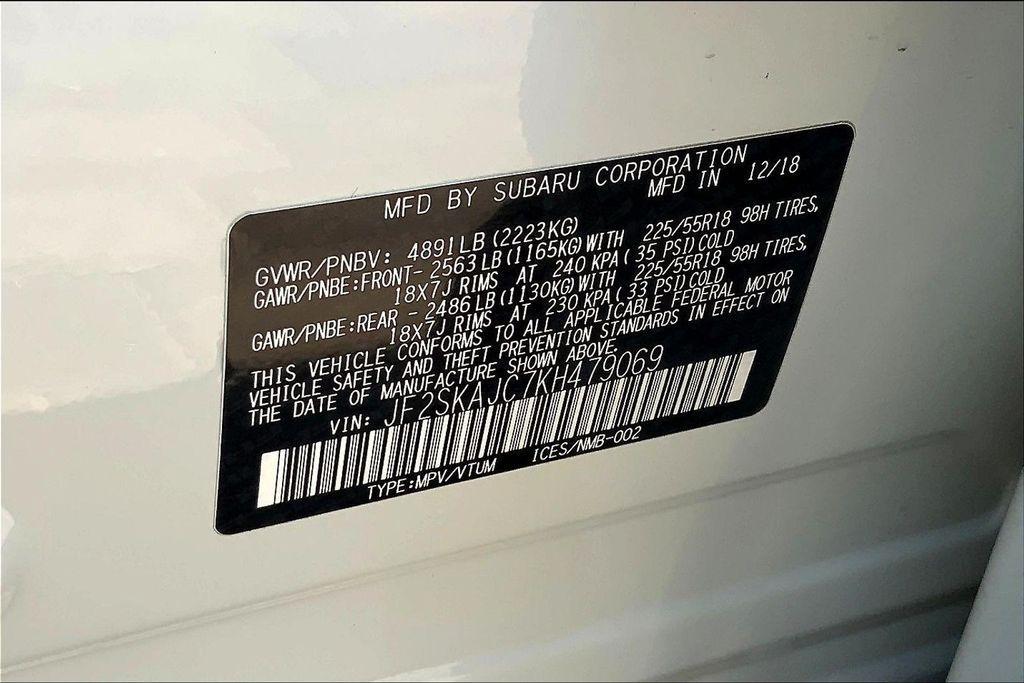 MFD BY SUBARU CORPORATION
MFD IN 12/18
GVWR/PNBV: 4891LB (2223KG)
GAWR/PNBE:FRONT- 2563LB (1165KG) WITH 225/55R18 98H TIRES,
18X7J RIMS AT 240 KPA ( 35 PSI) COLD
GAWR/PNBE:REAR - 2486LB (1130KG) WITH 225/55R18 98H TIRES,
18X7J RIMS AT 230 KPA ( 33 PSI) COLD
THIS VEHICLE CONFORMS TO ALL APPLICABLE FEDERAL MOTOR
VEHICLE SAFETY AND THEFT PREVENTION STANDARDS IN EFFECT ON
THE DATE OF MANUFACTURE SHOWN ABOVE.
VIN: JF2SKAJC7KH479069
TYPE:MPV/VTUM ICES/NMB-002